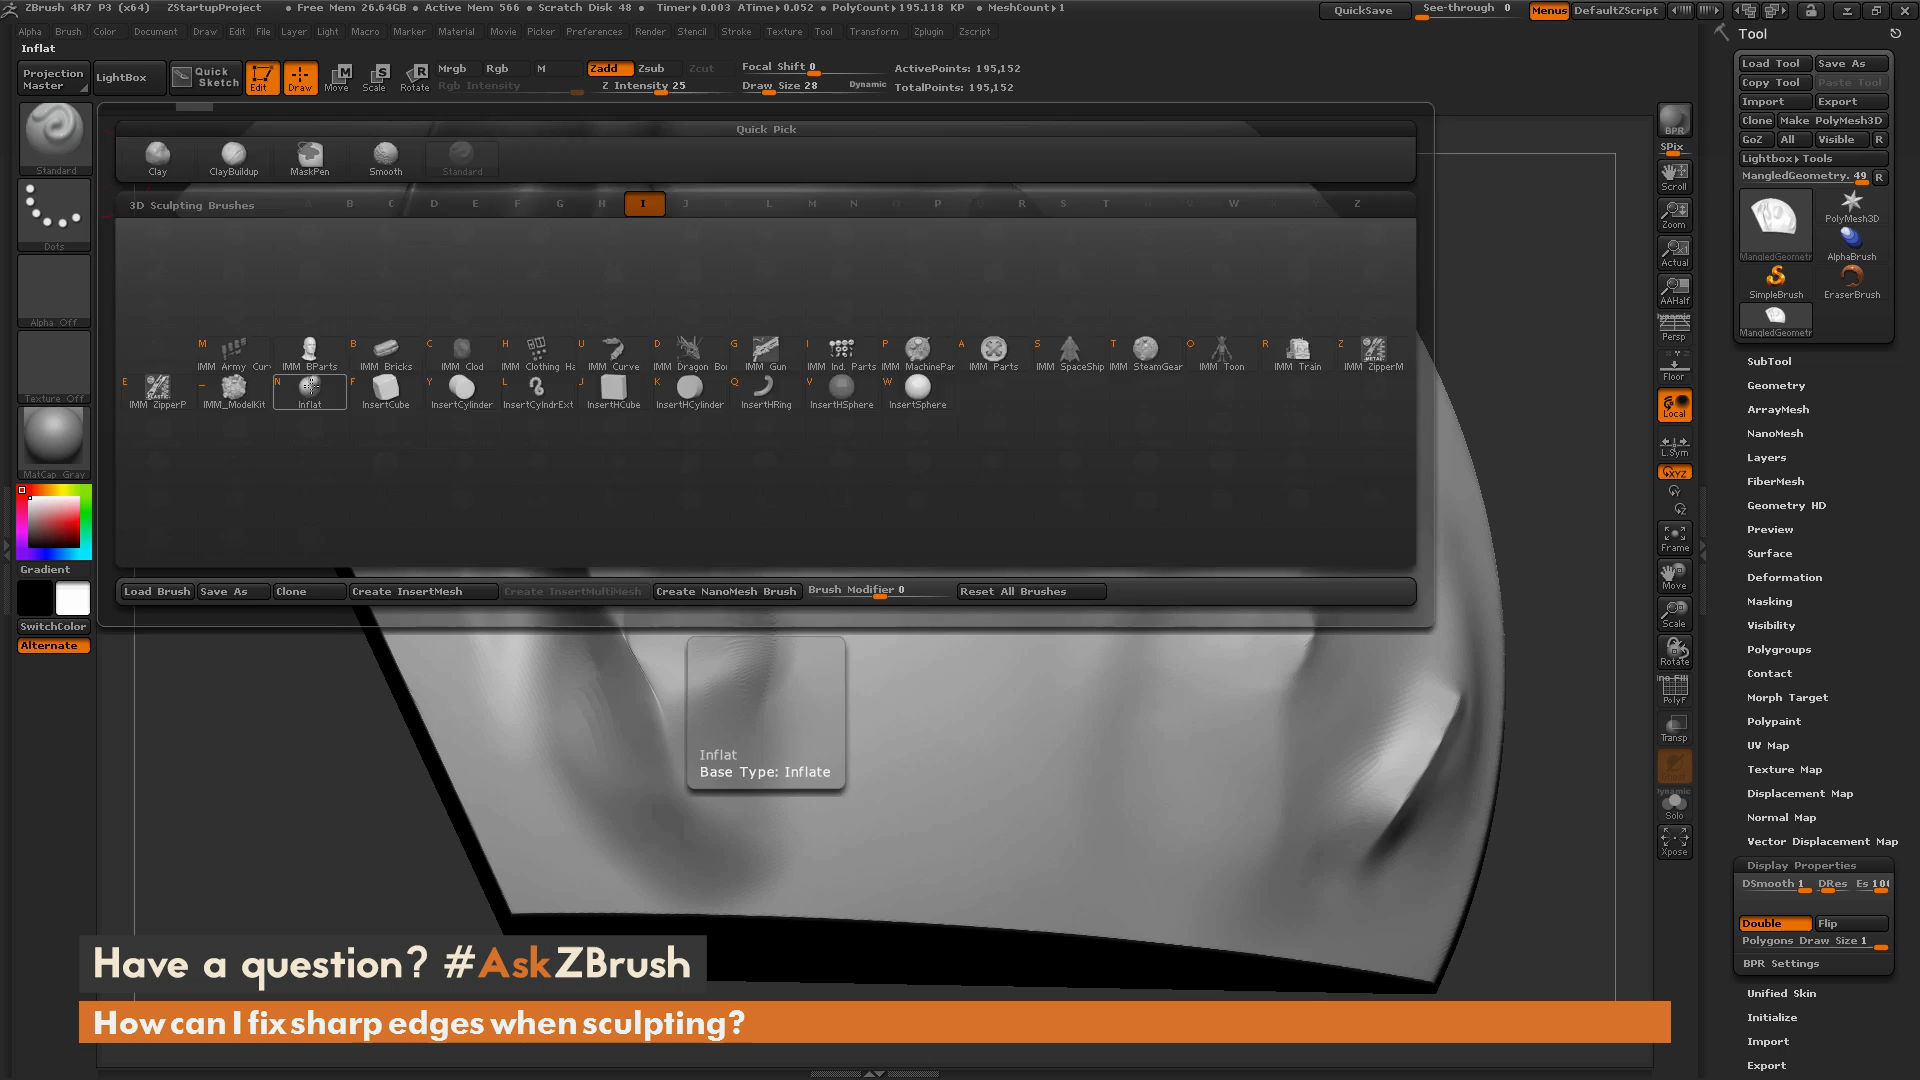 ZBrush 4R7 P3 (x64) ZStartupProject ● Free Mem 26.64GB ● Active Mem 566 ● Scratch Disk 48 ● Timer▸0.003 ATime▸0.052 ● PolyCount▸195.118 KP ● MeshCount▸1 QuickSave See-through 0 Menus DefaultZScript
Alpha Brush Color Document Draw Edit File Layer Light Macro Marker Material Movie Picker Preferences Render Stencil Stroke Texture Tool Transform Zplugin Zscript
Inflat
Projection Master
LightBox
Quick Sketch
Edit Draw Move Scale Rotate
Mrgb Rgb M Zadd Zsub Zcut
Rgb Intensity Z Intensity 25
Focal Shift 0
Draw Size 28 Dynamic
ActivePoints: 195,152
TotalPoints: 195,152
Standard
Dots
Alpha Off
Texture Off
MatCap Gray
Gradient
SwitchColor
Alternate
Quick Pick
Clay ClayBuildup MaskPen Smooth Standard
3D Sculpting Brushes A B C D E F G H I J L M N O P R S T W Z
M B C H U D G I P A S T O R Z
IMM Army Curv IMM BParts IMM Bricks IMM Clod IMM Clothing Ha IMM Curve IMM Dragon Bon IMM Gun IMM Ind. Parts IMM MachinePar IMM Parts IMM SpaceShip IMM SteamGear IMM Toon IMM Train IMM ZipperM
E _ N F Y L J K Q V W
IMM ZipperP IMM_ModelKit Inflat InsertCube InsertCylinder InsertCylndrExt InsertHCube InsertHCylinder InsertHRing InsertHSphere InsertSphere
Load Brush Save As Clone Create InsertMesh Create InsertMultiMesh Create NanoMesh Brush Brush Modifier 0 Reset All Brushes
Inflat
Base Type: Inflate
BPR
SPix
Scroll
Zoom
Actual
AAHalf
Dynamic
Persp
Floor
Local
L.Sym
XYZ
Frame
Move
Scale
Rotate
PolyF
Transp
Ghost
Dynamic
Solo
Xpose
Tool
Load Tool Save As
Copy Tool Paste Tool
Import Export
Clone Make PolyMesh3D
GoZ All Visible R
Lightbox▸Tools
MangledGeometry. 49 R
MangledGeometr PolyMesh3D
AlphaBrush
SimpleBrush EraserBrush
MangledGeometr
SubTool
Geometry
ArrayMesh
NanoMesh
Layers
FiberMesh
Geometry HD
Preview
Surface
Deformation
Masking
Visibility
Polygroups
Contact
Morph Target
Polypaint
UV Map
Texture Map
Displacement Map
Normal Map
Vector Displacement Map
Display Properties
DSmooth 1 DRes Es 100
Double Flip
Polygons Draw Size 1
BPR Settings
Unified Skin
Initialize
Import
Export
Have a question? #AskZBrush
How can I fix sharp edges when sculpting?